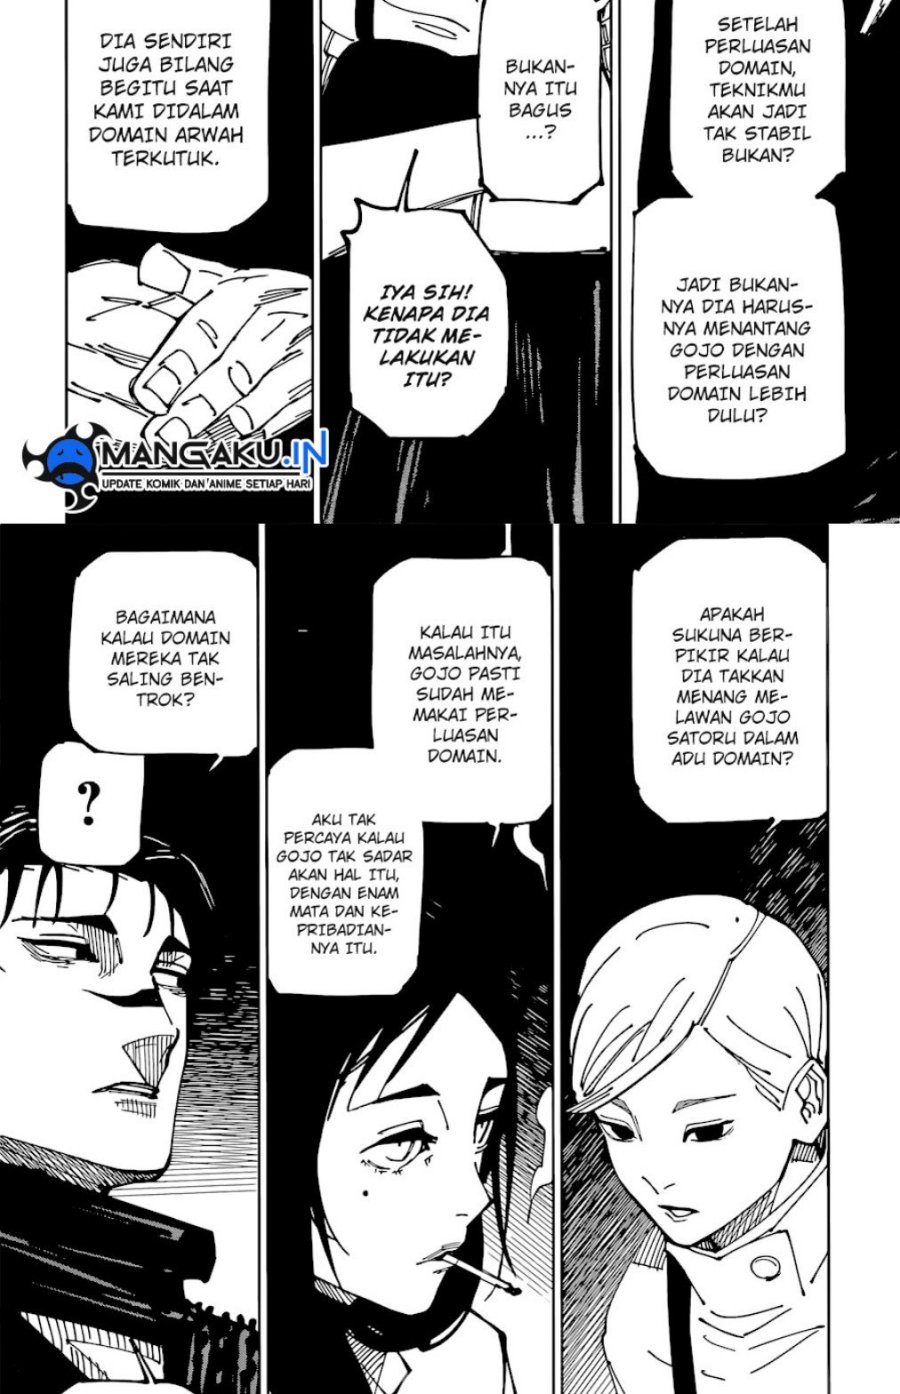 SETELAH
PERLUASAN
DOMAIN,
TEKNIKMU
AKAN JADI
TAK STABIL
BUKAN?
JADI BUKAN-
NYA DIA HARUS-
NYA MENANTANG
GOJO DENGAN
PERLUASAN
DOMAIN LEBIH
DULU?
BUKAN-
NYA ITU
BAGUS
...?
IYA SIH!
KENAPA DIA
TIDAK ME-
LAKUKAN
ITU?
DIA SENDIRI
JUGA BILANG
BEGITU SAAT
KAMI DIDALAM
DOMAIN ARWAH
TERKUTUK.
MANGAKU.IN
UPDATE KOMIK DAN ANIME SETIAP HARI
APAKAH
SUKUNA BER-
PIKIR KALAU
DIA TAKKAN
MENANG ME-
LAWAN GOJO
SATORU DALAM
ADU DOMAIN?
KALAU ITU
MASALAHNYA,
GOJO PASTI
SUDAH ME-
MAKAI PER-
LUASAN
DOMAIN.
AKU TAK
PERCAYA KALAU
GOJO TAK SADAR
AKAN HAL ITU,
DENGAN ENAM
MATA DAN KE-
PRIBADIAN-
NYA ITU.
BAGAIMANA
KALAU DOMAIN
MEREKA TAK
SALING BEN-
TROK?
?